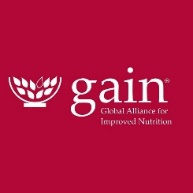 gain®
Global Alliance for
Improved Nutrition